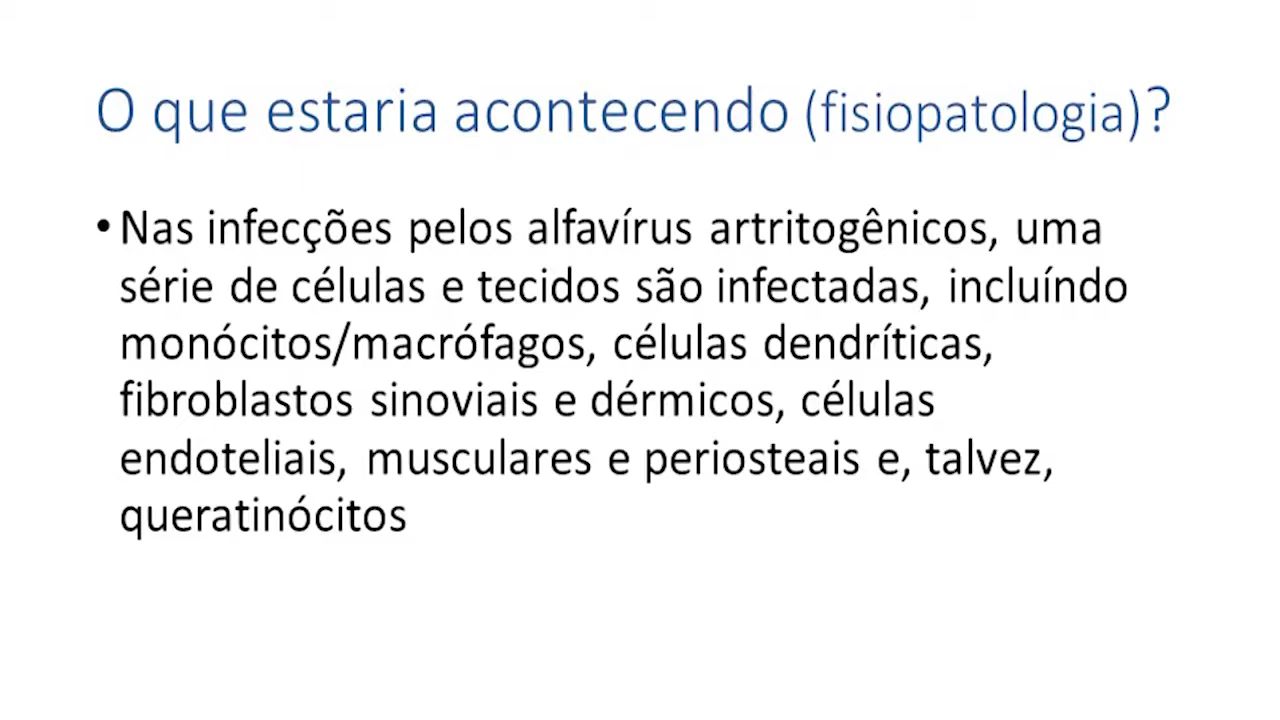 O que estaria acontecendo (fisiopatologia)?
• Nas infecções pelos alfavírus artritogênicos, uma
série de células e tecidos são infectadas, incluíndo
monócitos/macrófagos, células dendríticas,
fibroblastos sinoviais e dérmicos, células
endoteliais, musculares e periosteais e, talvez,
queratinócitos